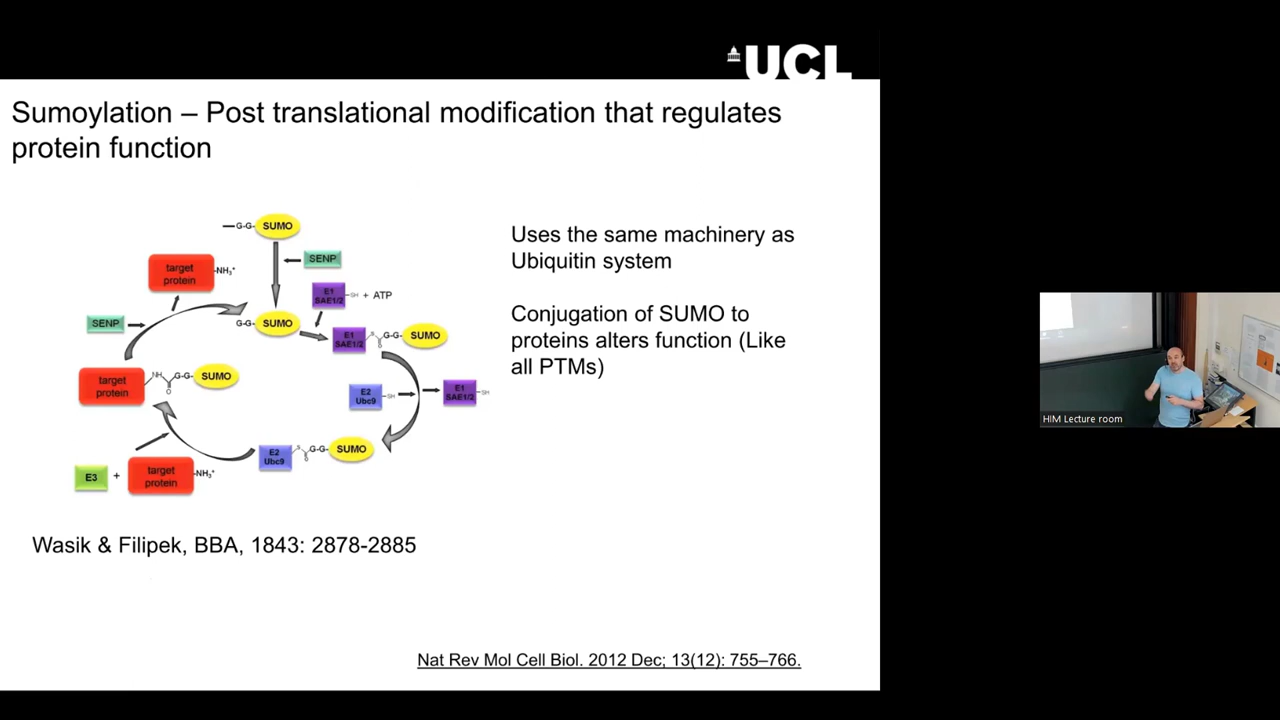 UCL
Sumoylation – Post translational modification that regulates
protein function
G-G-
SUMO
SENP
target
protein
-NH₃⁺
E1
SAE1/2
-SH
+ ATP
SENP
G-G-
SUMO
E1
SAE1/2
S
C
O
G-G-
SUMO
target
protein
NH
C
O
G-G-
SUMO
E2
Ubc9
-SH
E1
SAE1/2
-SH
E2
Ubc9
S
C
O
G-G-
SUMO
E3
+
target
protein
-NH₃⁺
Uses the same machinery as
Ubiquitin system
Conjugation of SUMO to
proteins alters function (Like
all PTMs)
Wasik & Filipek, BBA, 1843: 2878-2885
Nat Rev Mol Cell Biol. 2012 Dec; 13(12): 755–766.
HIM Lecture room